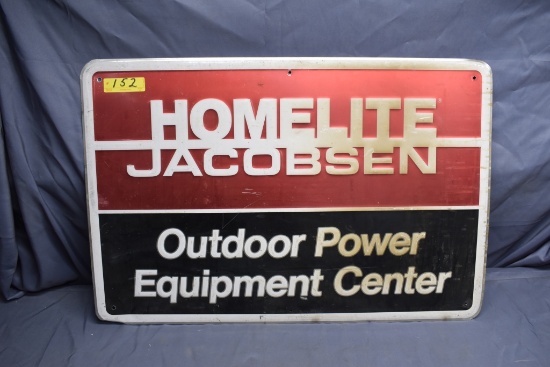 152
HOMELITE
JACOBSEN
Outdoor Power
Equipment Center